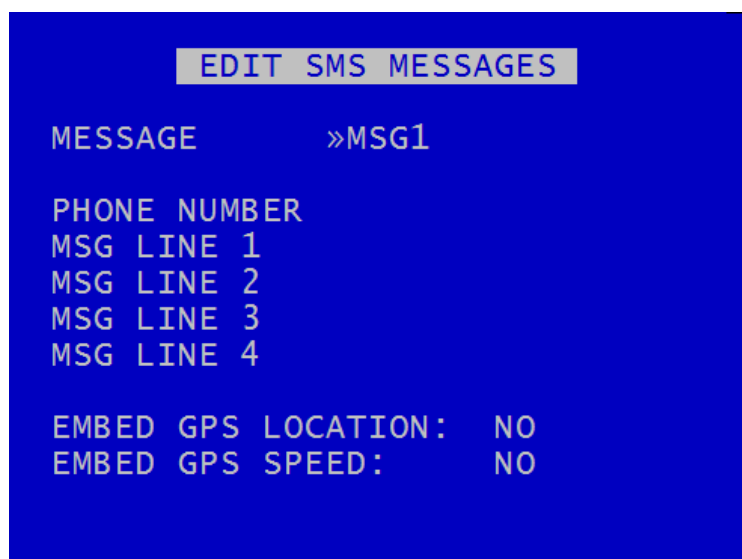 EDIT SMS MESSAGES
MESSAGE »MSG1
PHONE NUMBER
MSG LINE 1
MSG LINE 2
MSG LINE 3
MSG LINE 4
EMBED GPS LOCATION: NO
EMBED GPS SPEED: NO